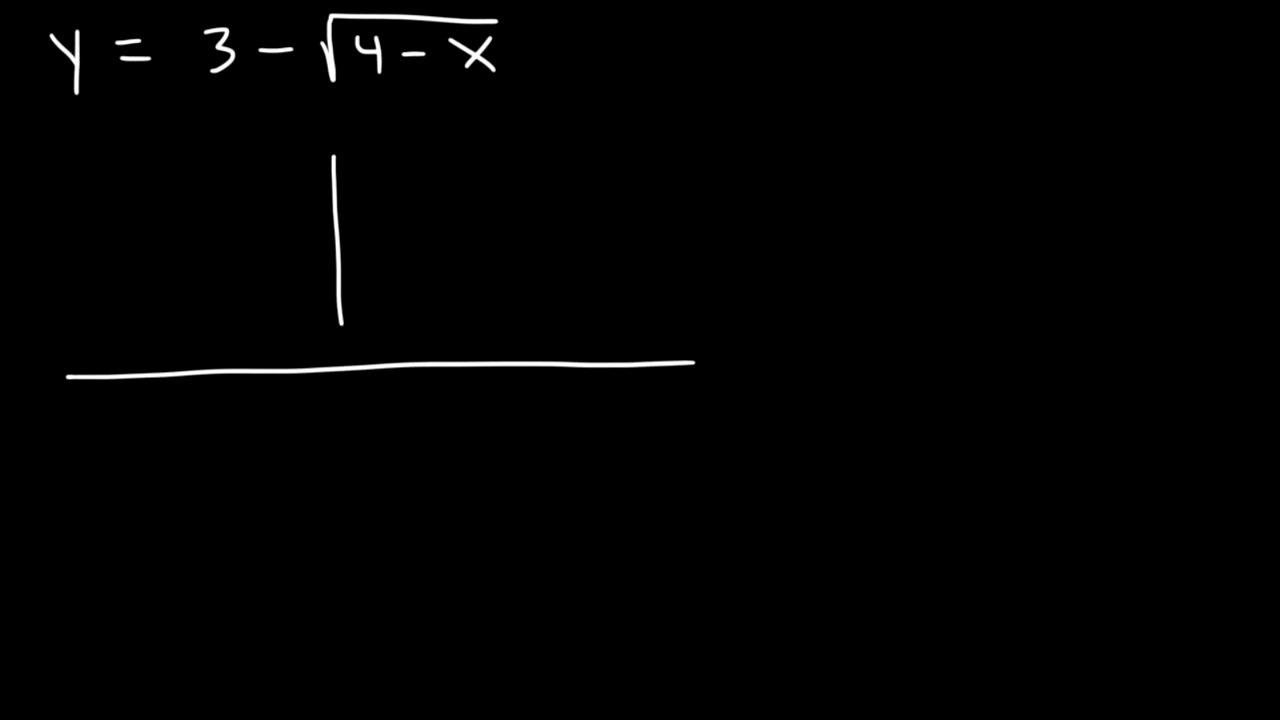 y = 3 - √(4 - x)